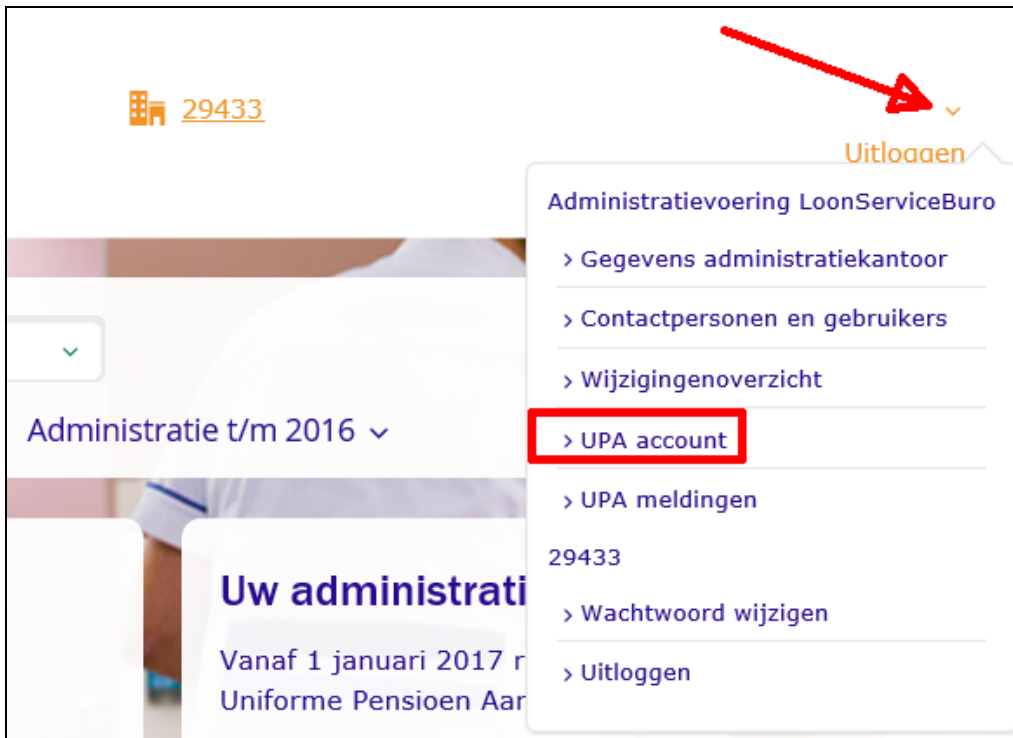 29433
Uitloggen
Administratievoering LoonServiceBuro
> Gegevens administratiekantoor
> Contactpersonen en gebruikers
> Wijzigingenoverzicht
> UPA account
> UPA meldingen
29433
> Wachtwoord wijzigen
> Uitloggen
Administratie t/m 2016
Uw administrati
Vanaf 1 januari 2017 r
Uniforme Pensioen Aar